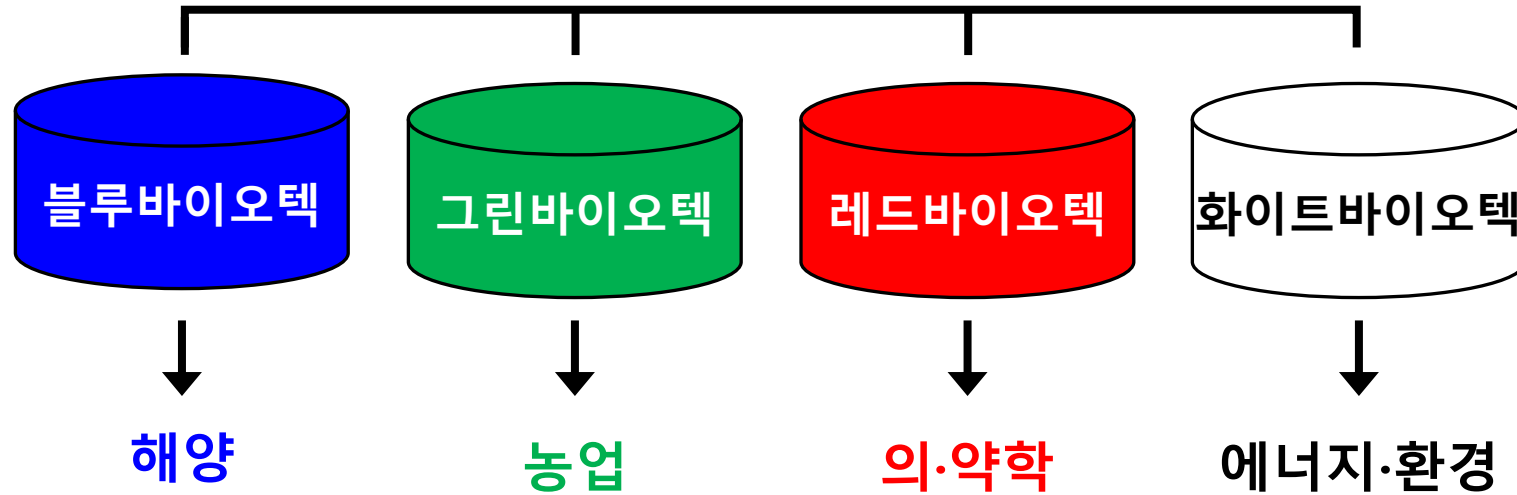 블루바이오텍
그린바이오텍
레드바이오텍
화이트바이오텍
해양
농업
의·약학
에너지·환경